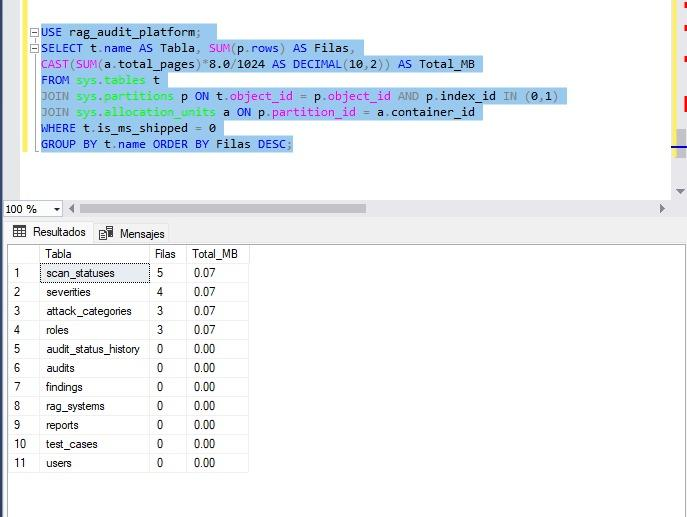 USE rag_audit_platform;
SELECT t.name AS Tabla, SUM(p.rows) AS Filas,
CAST(SUM(a.total_pages)*8.0/1024 AS DECIMAL(10,2)) AS Total_MB
FROM sys.tables t
JOIN sys.partitions p ON t.object_id = p.object_id AND p.index_id IN (0,1)
JOIN sys.allocation_units a ON p.partition_id = a.container_id
WHERE t.is_ms_shipped = 0
GROUP BY t.name ORDER BY Filas DESC;
100 %
Resultados Mensajes
Tabla Filas Total_MB
1 scan_statuses 5 0.07
2 severities 4 0.07
3 attack_categories 3 0.07
4 roles 3 0.07
5 audit_status_history 0 0.00
6 audits 0 0.00
7 findings 0 0.00
8 rag_systems 0 0.00
9 reports 0 0.00
10 test_cases 0 0.00
11 users 0 0.00